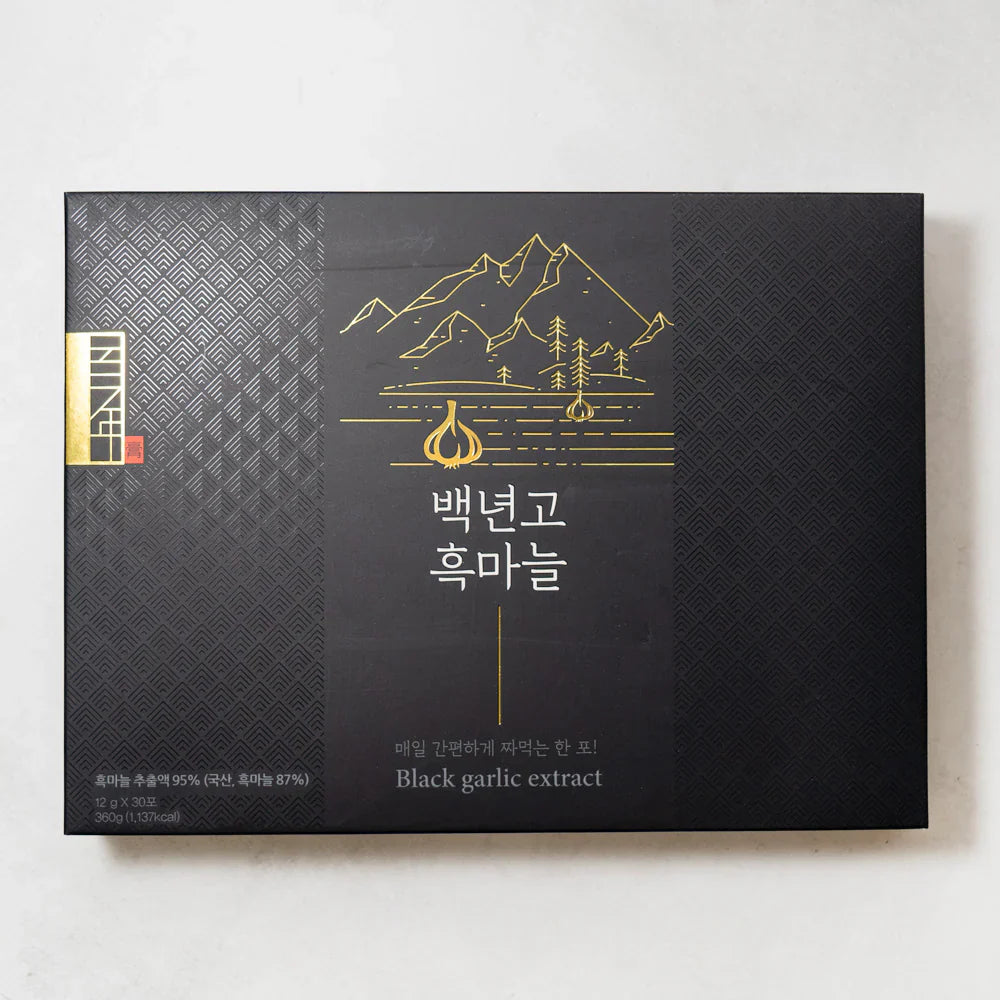 膏
백년고
흑마늘
매일 간편하게 짜먹는 한 포!
Black garlic extract
흑마늘 추출액 95% (국산, 흑마늘 87%)
12 g X 30포
360g (1,137kcal)